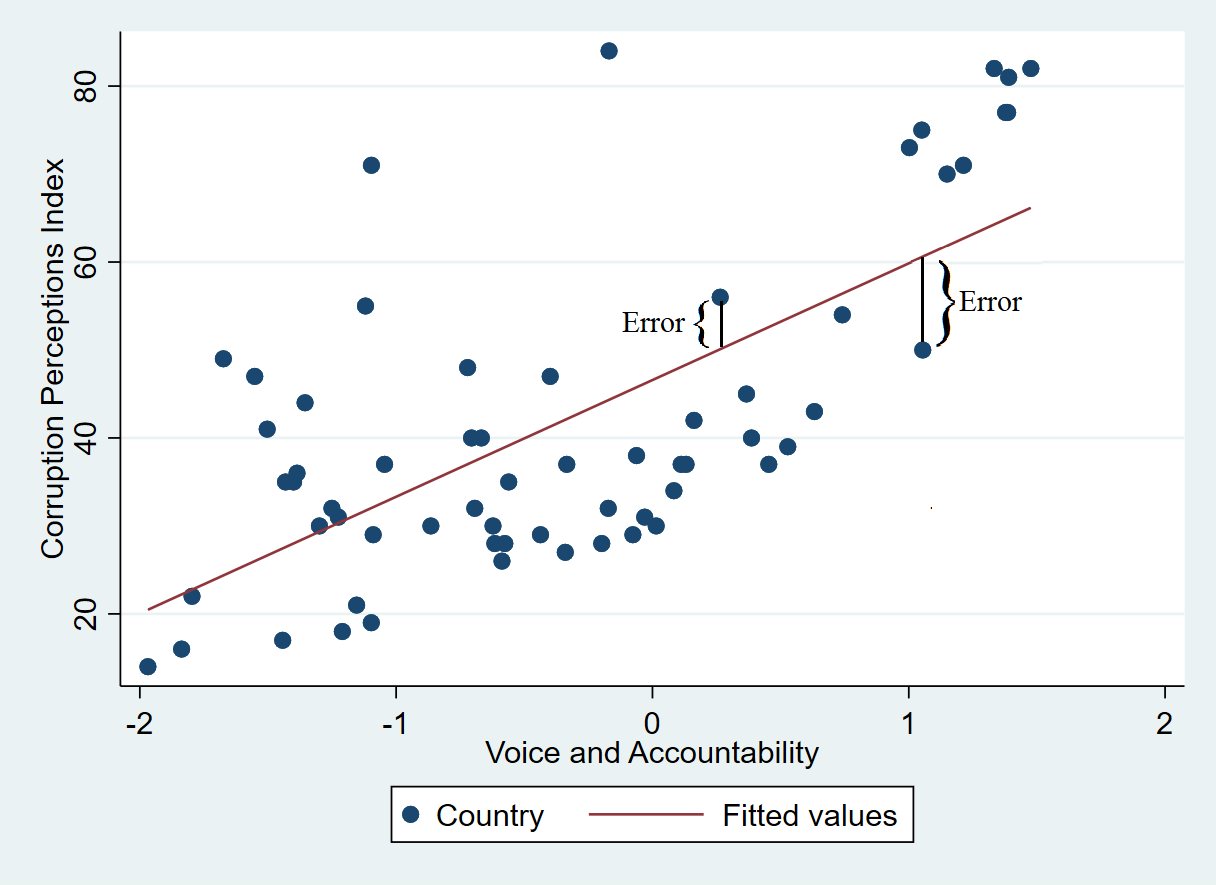 Corruption Perceptions Index
80
60
40
20
Error
Error
-2 -1 0 1 2
Voice and Accountability
Country Fitted values